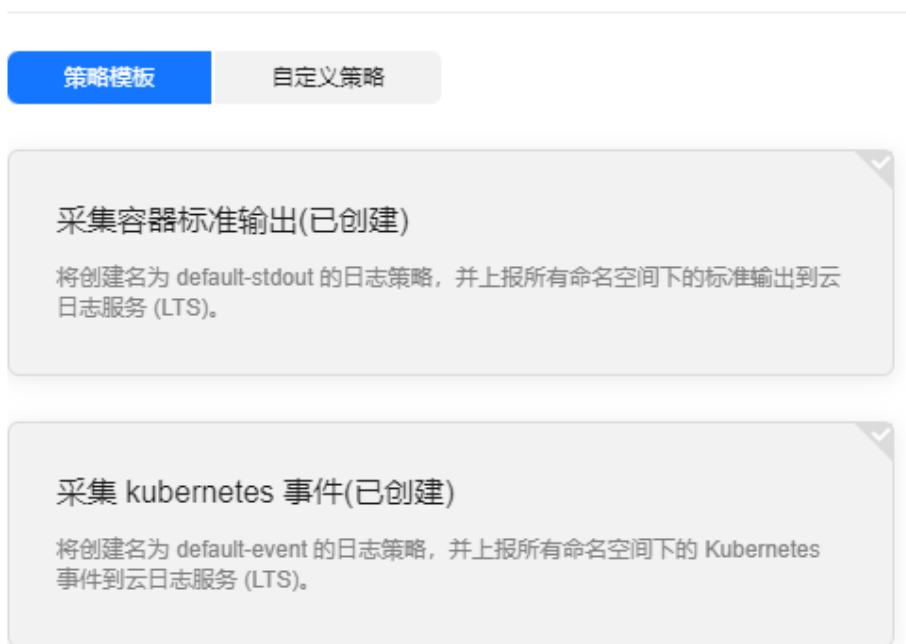 策略模板 自定义策略
采集容器标准输出(已创建)
将创建名为 default-stdout 的日志策略，并上报所有命名空间下的标准输出到云
日志服务 (LTS)。
采集 kubernetes 事件(已创建)
将创建名为 default-event 的日志策略，并上报所有命名空间下的 Kubernetes
事件到云日志服务 (LTS)。